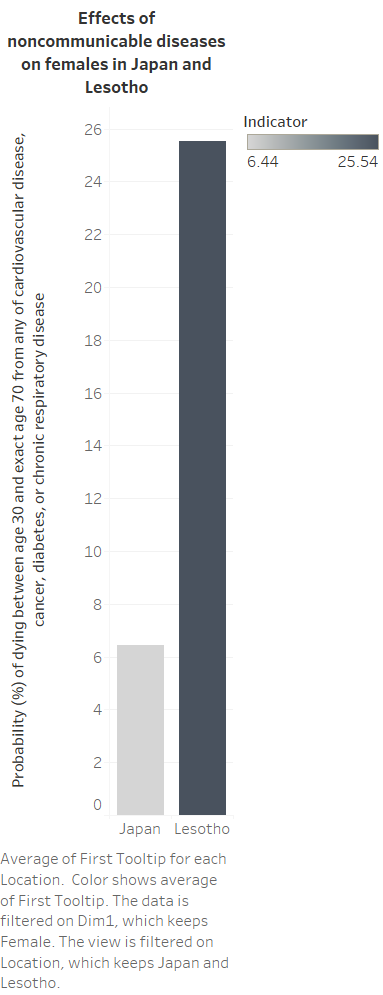 Effects of
noncommunicable diseases
on females in Japan and
Lesotho
Indicator
6.44 25.54
Probability (%) of dying between age 30 and exact age 70 from any of cardiovascular disease,
cancer, diabetes, or chronic respiratory disease
26
24
22
20
18
16
14
12
10
8
6
4
2
0
Japan Lesotho
Average of First Tooltip for each
Location. Color shows average
of First Tooltip. The data is
filtered on Dim1, which keeps
Female. The view is filtered on
Location, which keeps Japan and
Lesotho.